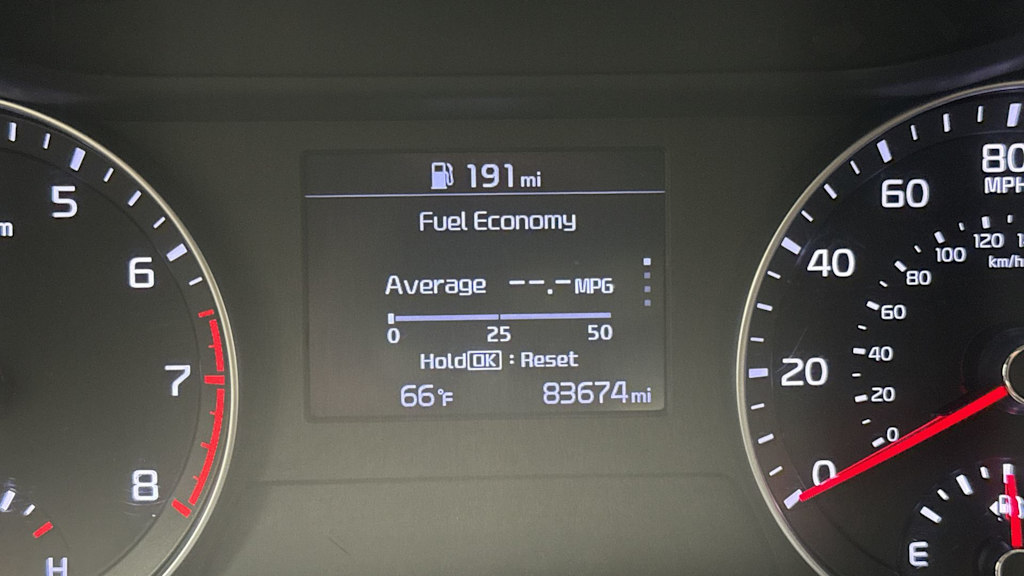 191 mi
Fuel Economy
Average --.- MPG
0 25 50
Hold OK : Reset
66°F 83674 mi
5
6
7
8
H
80
MPH
60
40
20
0
120
100
km/h
80
60
40
20
0
E